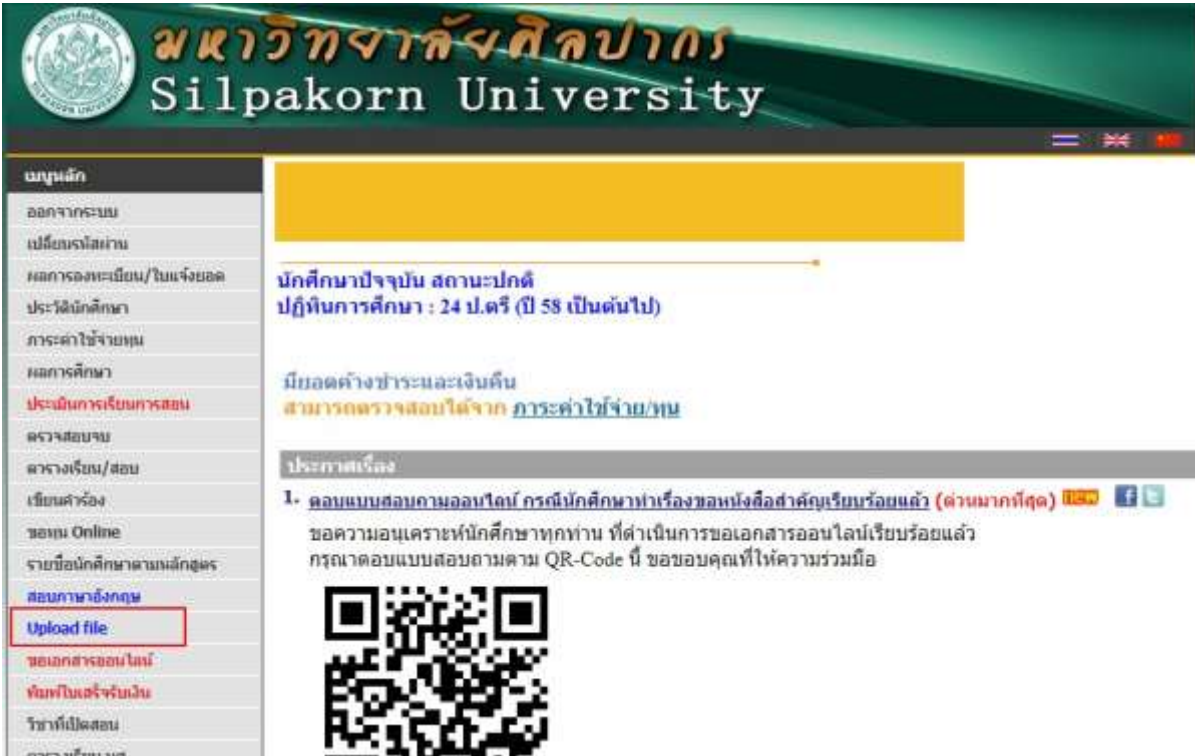 มหาวิทยาลัยศิลปากร
Silpakorn University
เมนูหลัก
ออกจากระบบ
เปลี่ยนรหัสผ่าน
ผลการลงทะเบียน/ใบแจ้งยอด
ประวัตินักศึกษา
ภาระค่าใช้จ่ายทุน
ผลการศึกษา
ประเมินการเรียนการสอน
ตรวจสอบจบ
ตารางเรียน/สอบ
เขียนคำร้อง
ขอทุน Online
รายชื่อนักศึกษาตามหลักสูตร
สอบภาษาอังกฤษ
Upload file
ขอเอกสารออนไลน์
พิมพ์ใบเสร็จรับเงิน
วิชาที่เปิดสอน
นักศึกษาปัจจุบัน สถานะปกติ
ปฏิทินการศึกษา : 24 ป.ตรี (ปี 58 เป็นต้นไป)
มียอดค้างชำระและเงินคืน
สามารถตรวจสอบได้จาก ภาระค่าใช้จ่าย/ทุน
ประกาศเรื่อง
1. ตอบแบบสอบถามออนไลน์ กรณีนักศึกษาทำเรื่องขอหนังสือสำคัญเรียบร้อยแล้ว (ด่วนมากที่สุด) new
ขอความอนุเคราะห์นักศึกษาทุกท่าน ที่ดำเนินการขอเอกสารออนไลน์เรียบร้อยแล้ว
กรุณาตอบแบบสอบถามตาม QR-Code นี้ ขอขอบคุณที่ให้ความร่วมมือ